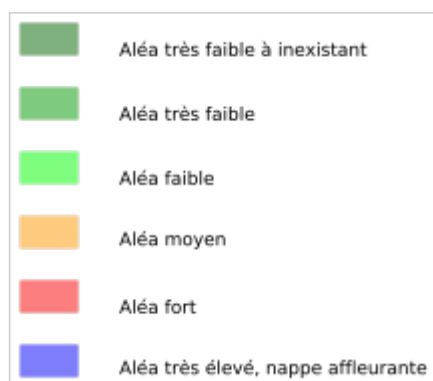 Aléa très faible à inexistant
Aléa très faible
Aléa faible
Aléa moyen
Aléa fort
Aléa très élevé, nappe affleurante